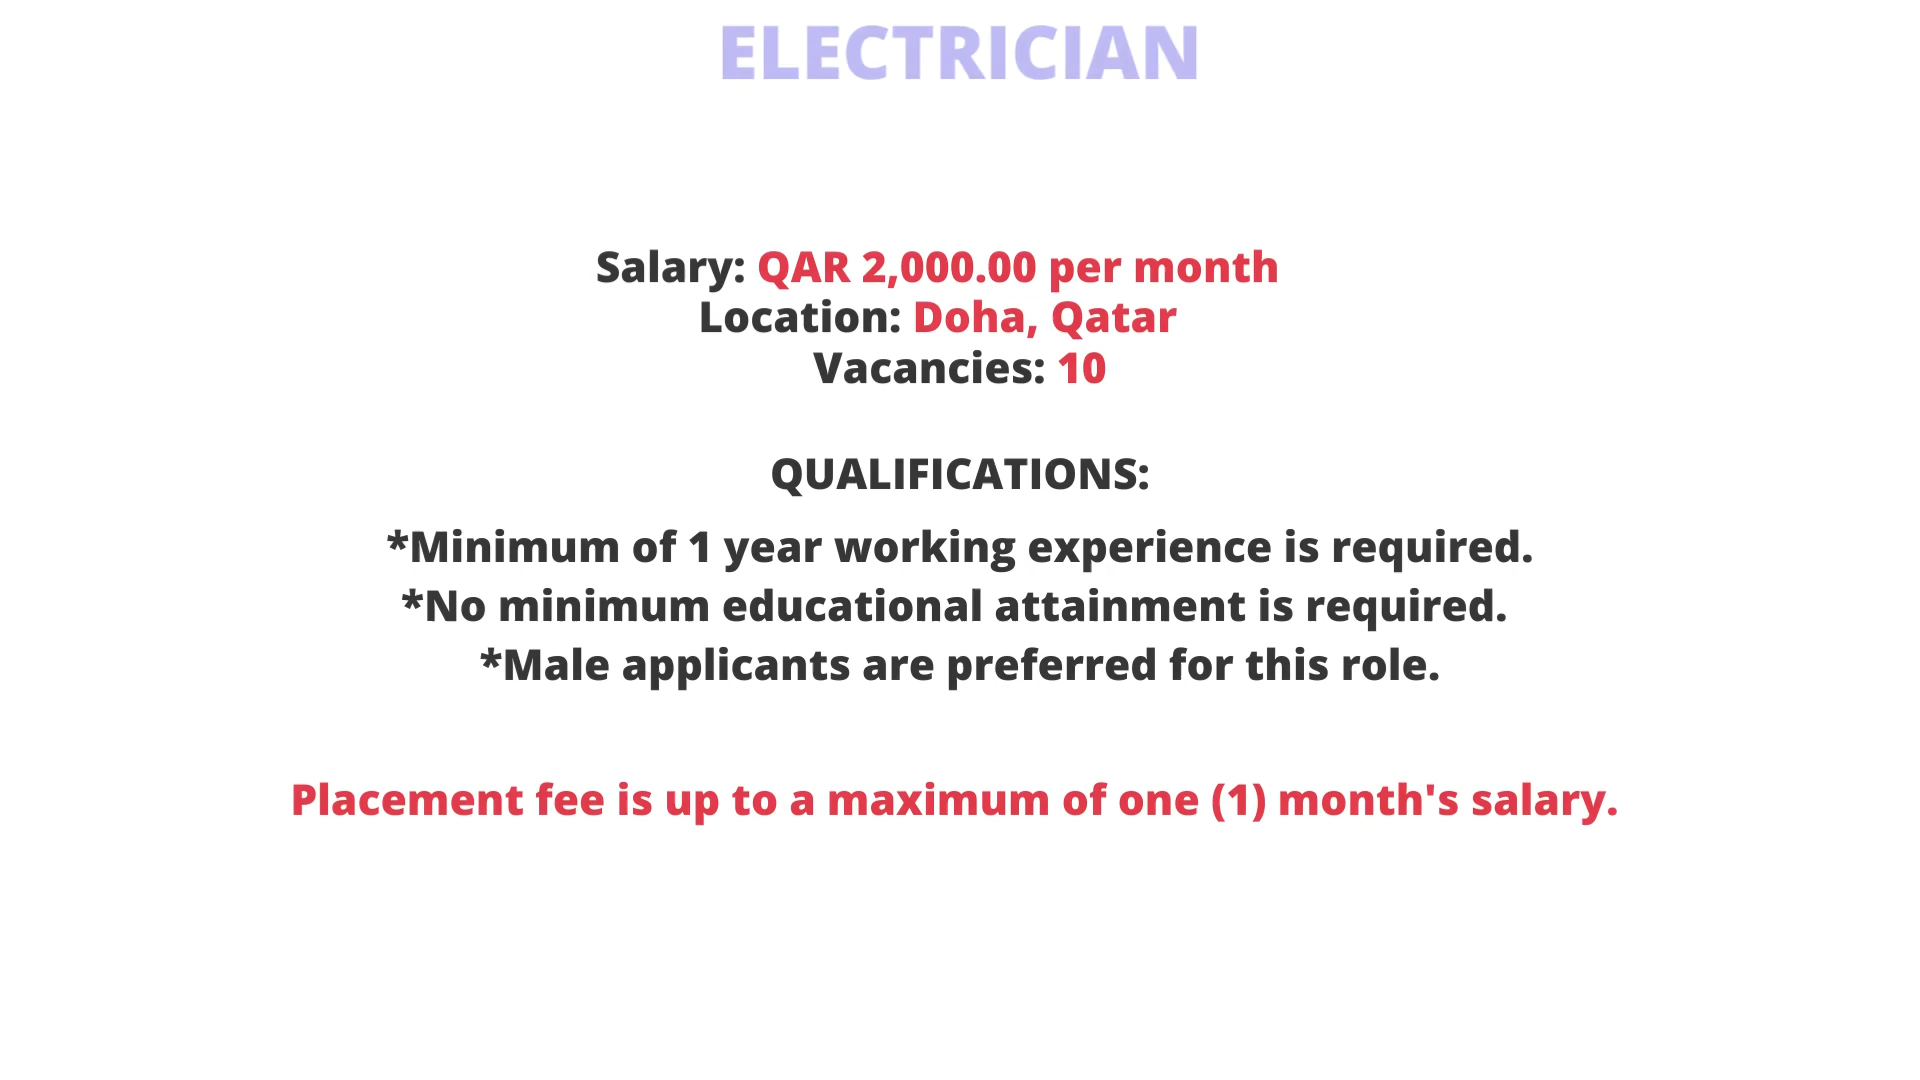 ELECTRICIAN
Salary: QAR 2,000.00 per month
Location: Doha, Qatar
Vacancies: 10
QUALIFICATIONS:
*Minimum of 1 year working experience is required.
*No minimum educational attainment is required.
*Male applicants are preferred for this role.
Placement fee is up to a maximum of one (1) month's salary.